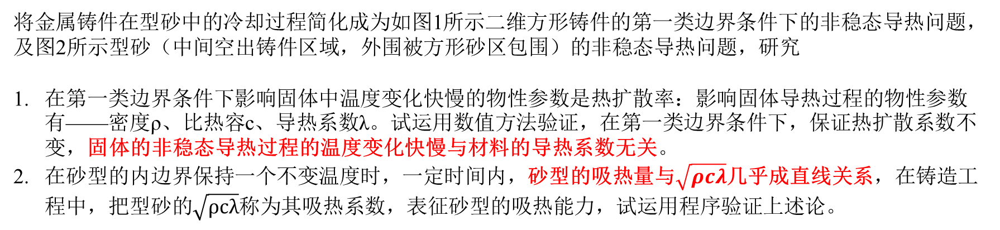 将金属铸件在型砂中的冷却过程简化成为如图1所示二维方形铸件的第一类边界条件下的非稳态导热问题，
及图2所示型砂（中间空出铸件区域，外围被方形砂区包围）的非稳态导热问题，研究
1. 在第一类边界条件下影响固体中温度变化快慢的物性参数是热扩散率：影响固体导热过程的物性参数
有——密度ρ、比热容c、导热系数λ。试运用数值方法验证，在第一类边界条件下，保证热扩散系数不
变，固体的非稳态导热过程的温度变化快慢与材料的导热系数无关。
2. 在砂型的内边界保持一个不变温度时，一定时间内，砂型的吸热量与√ρcλ几乎成直线关系，在铸造工
程中，把型砂的√ρcλ称为其吸热系数，表征砂型的吸热能力，试运用程序验证上述论。